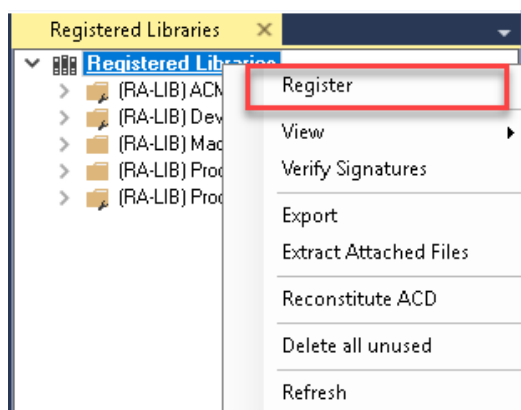 Registered Libraries
Registered Libraries
Register
(RA-LIB) ACM
(RA-LIB) Dev
View
(RA-LIB) Mac
Verify Signatures
(RA-LIB) Proc
(RA-LIB) Proc
Export
Extract Attached Files
Reconstitute ACD
Delete all unused
Refresh